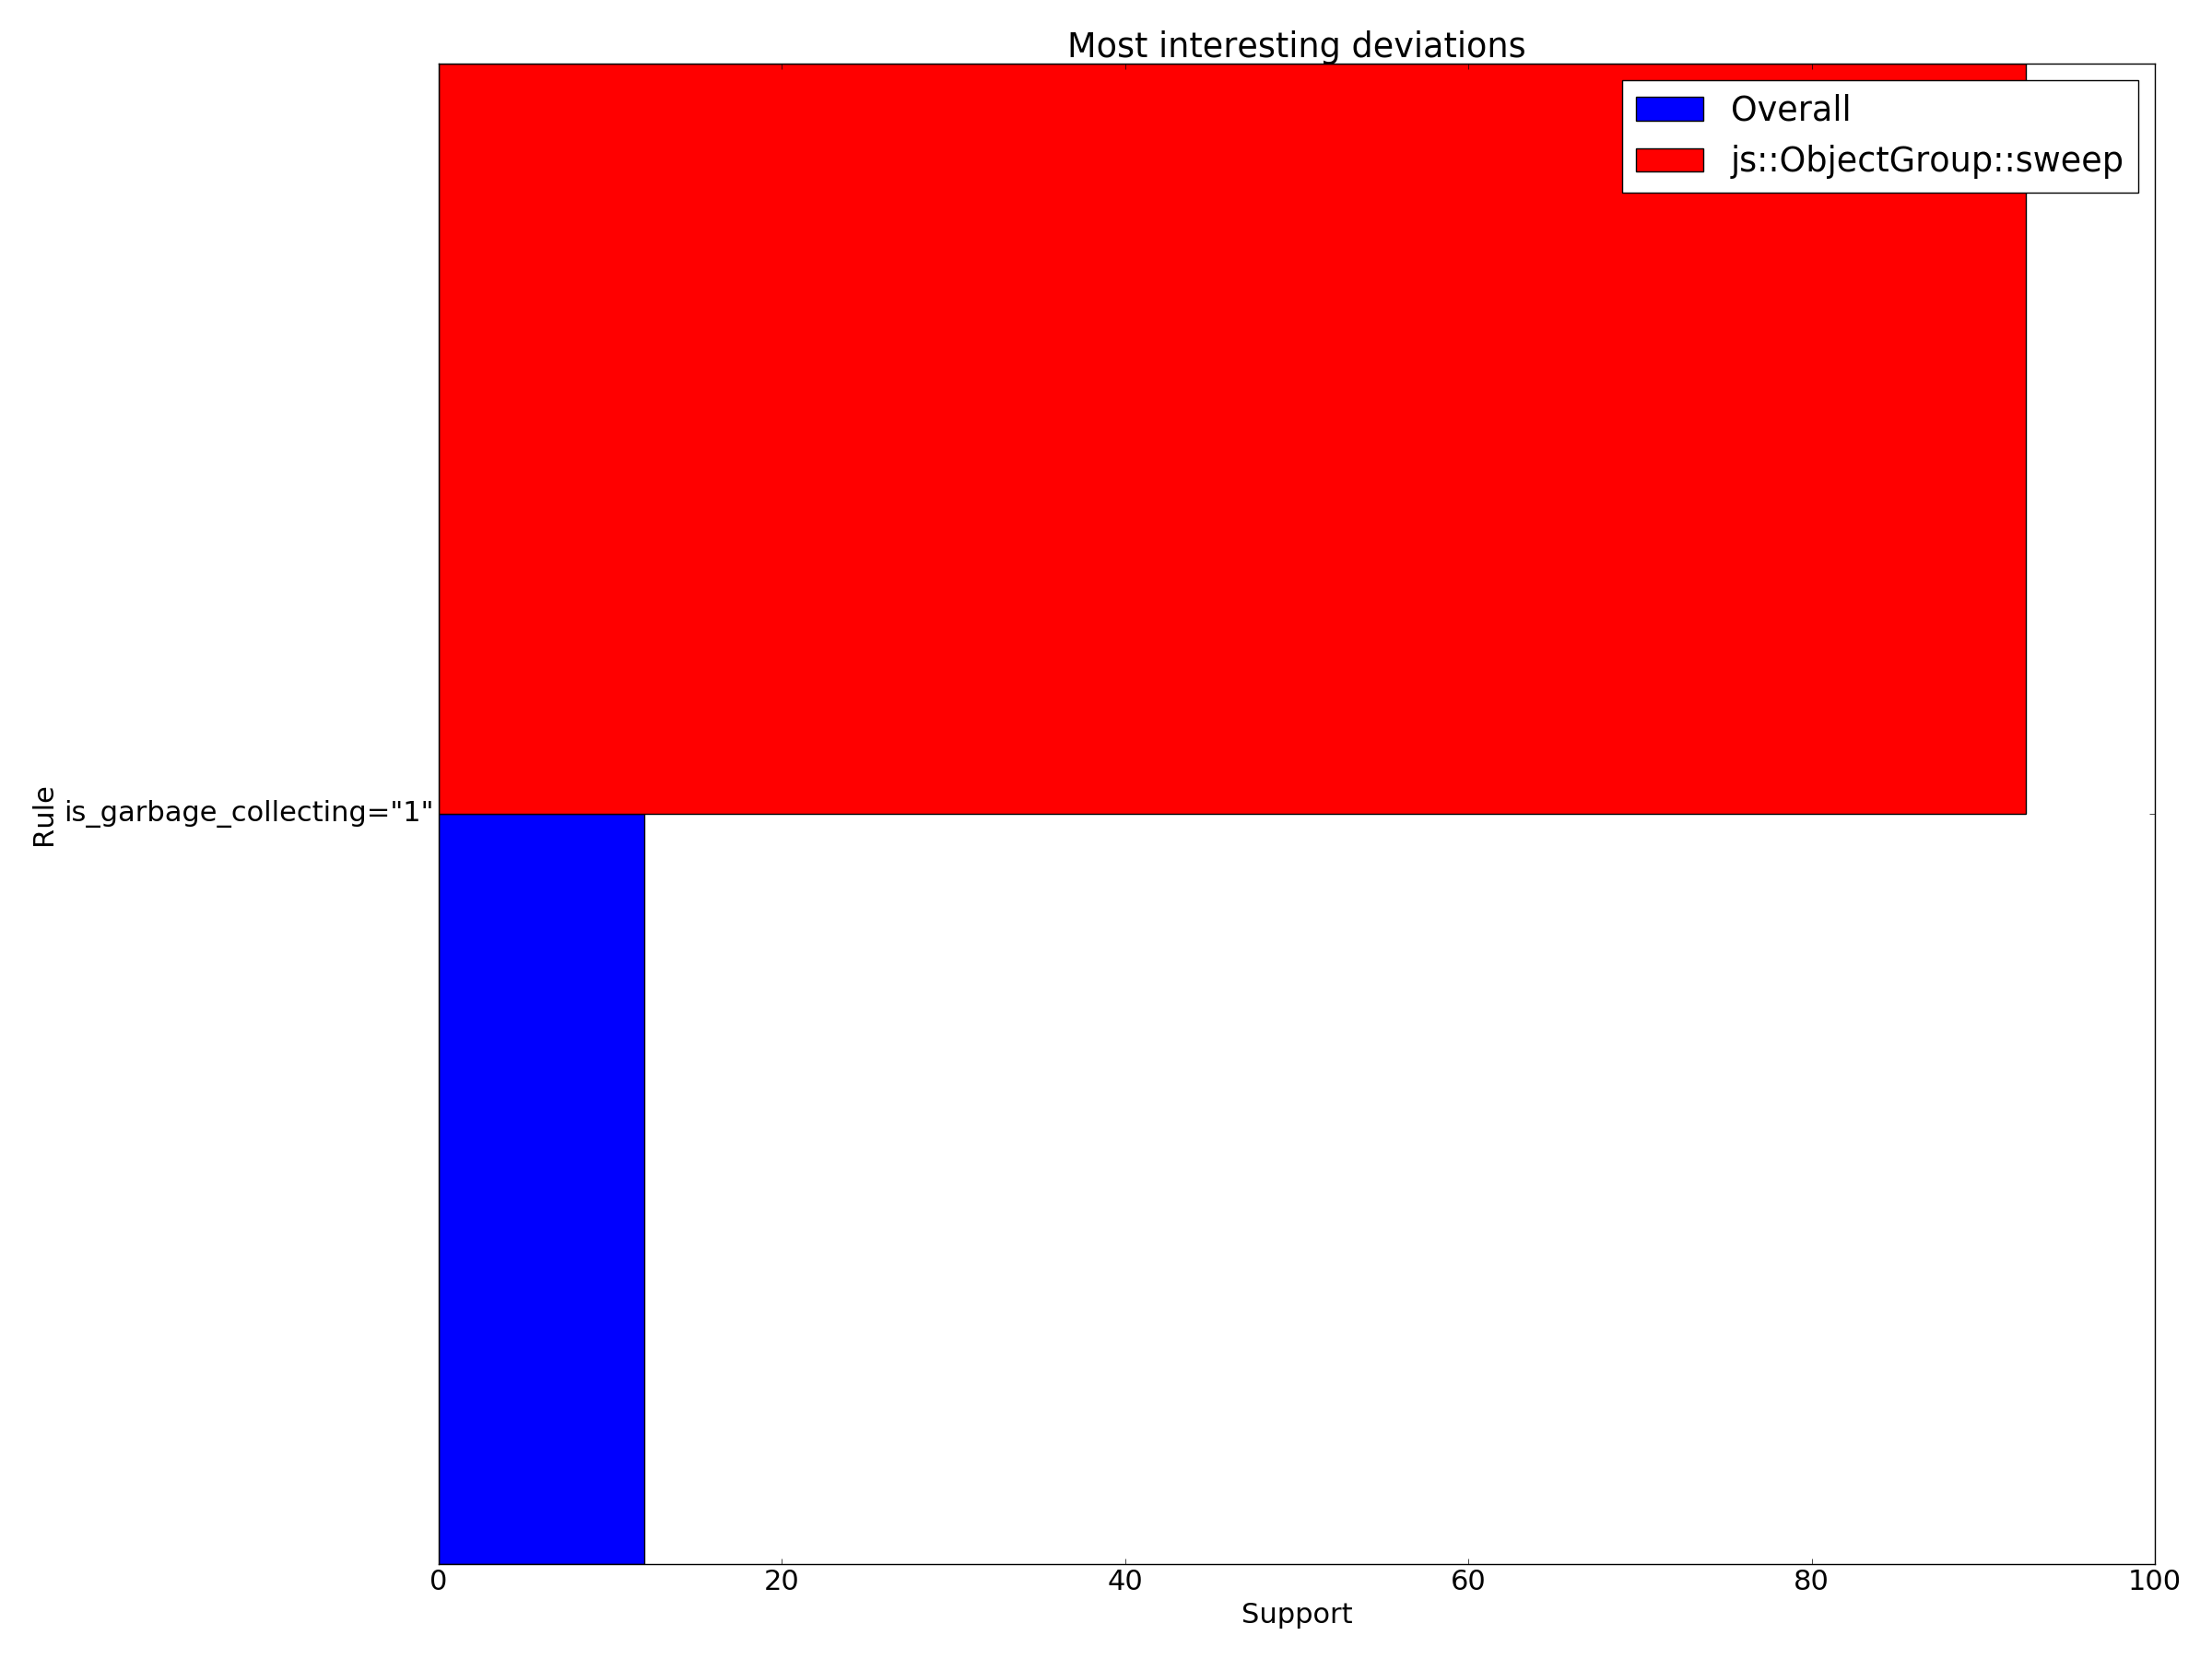 Most interesting deviations
Overall
js::ObjectGroup::sweep
Rule
is_garbage_collecting="1"
0 20 40 60 80 100
Support